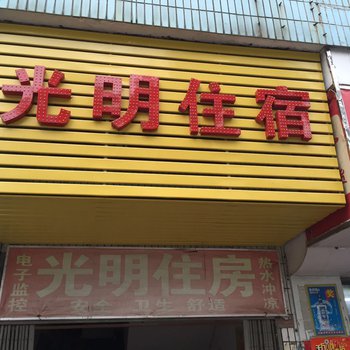 光明住宿
电子监控
光明住房
热水冲凉
安全 卫生 舒适